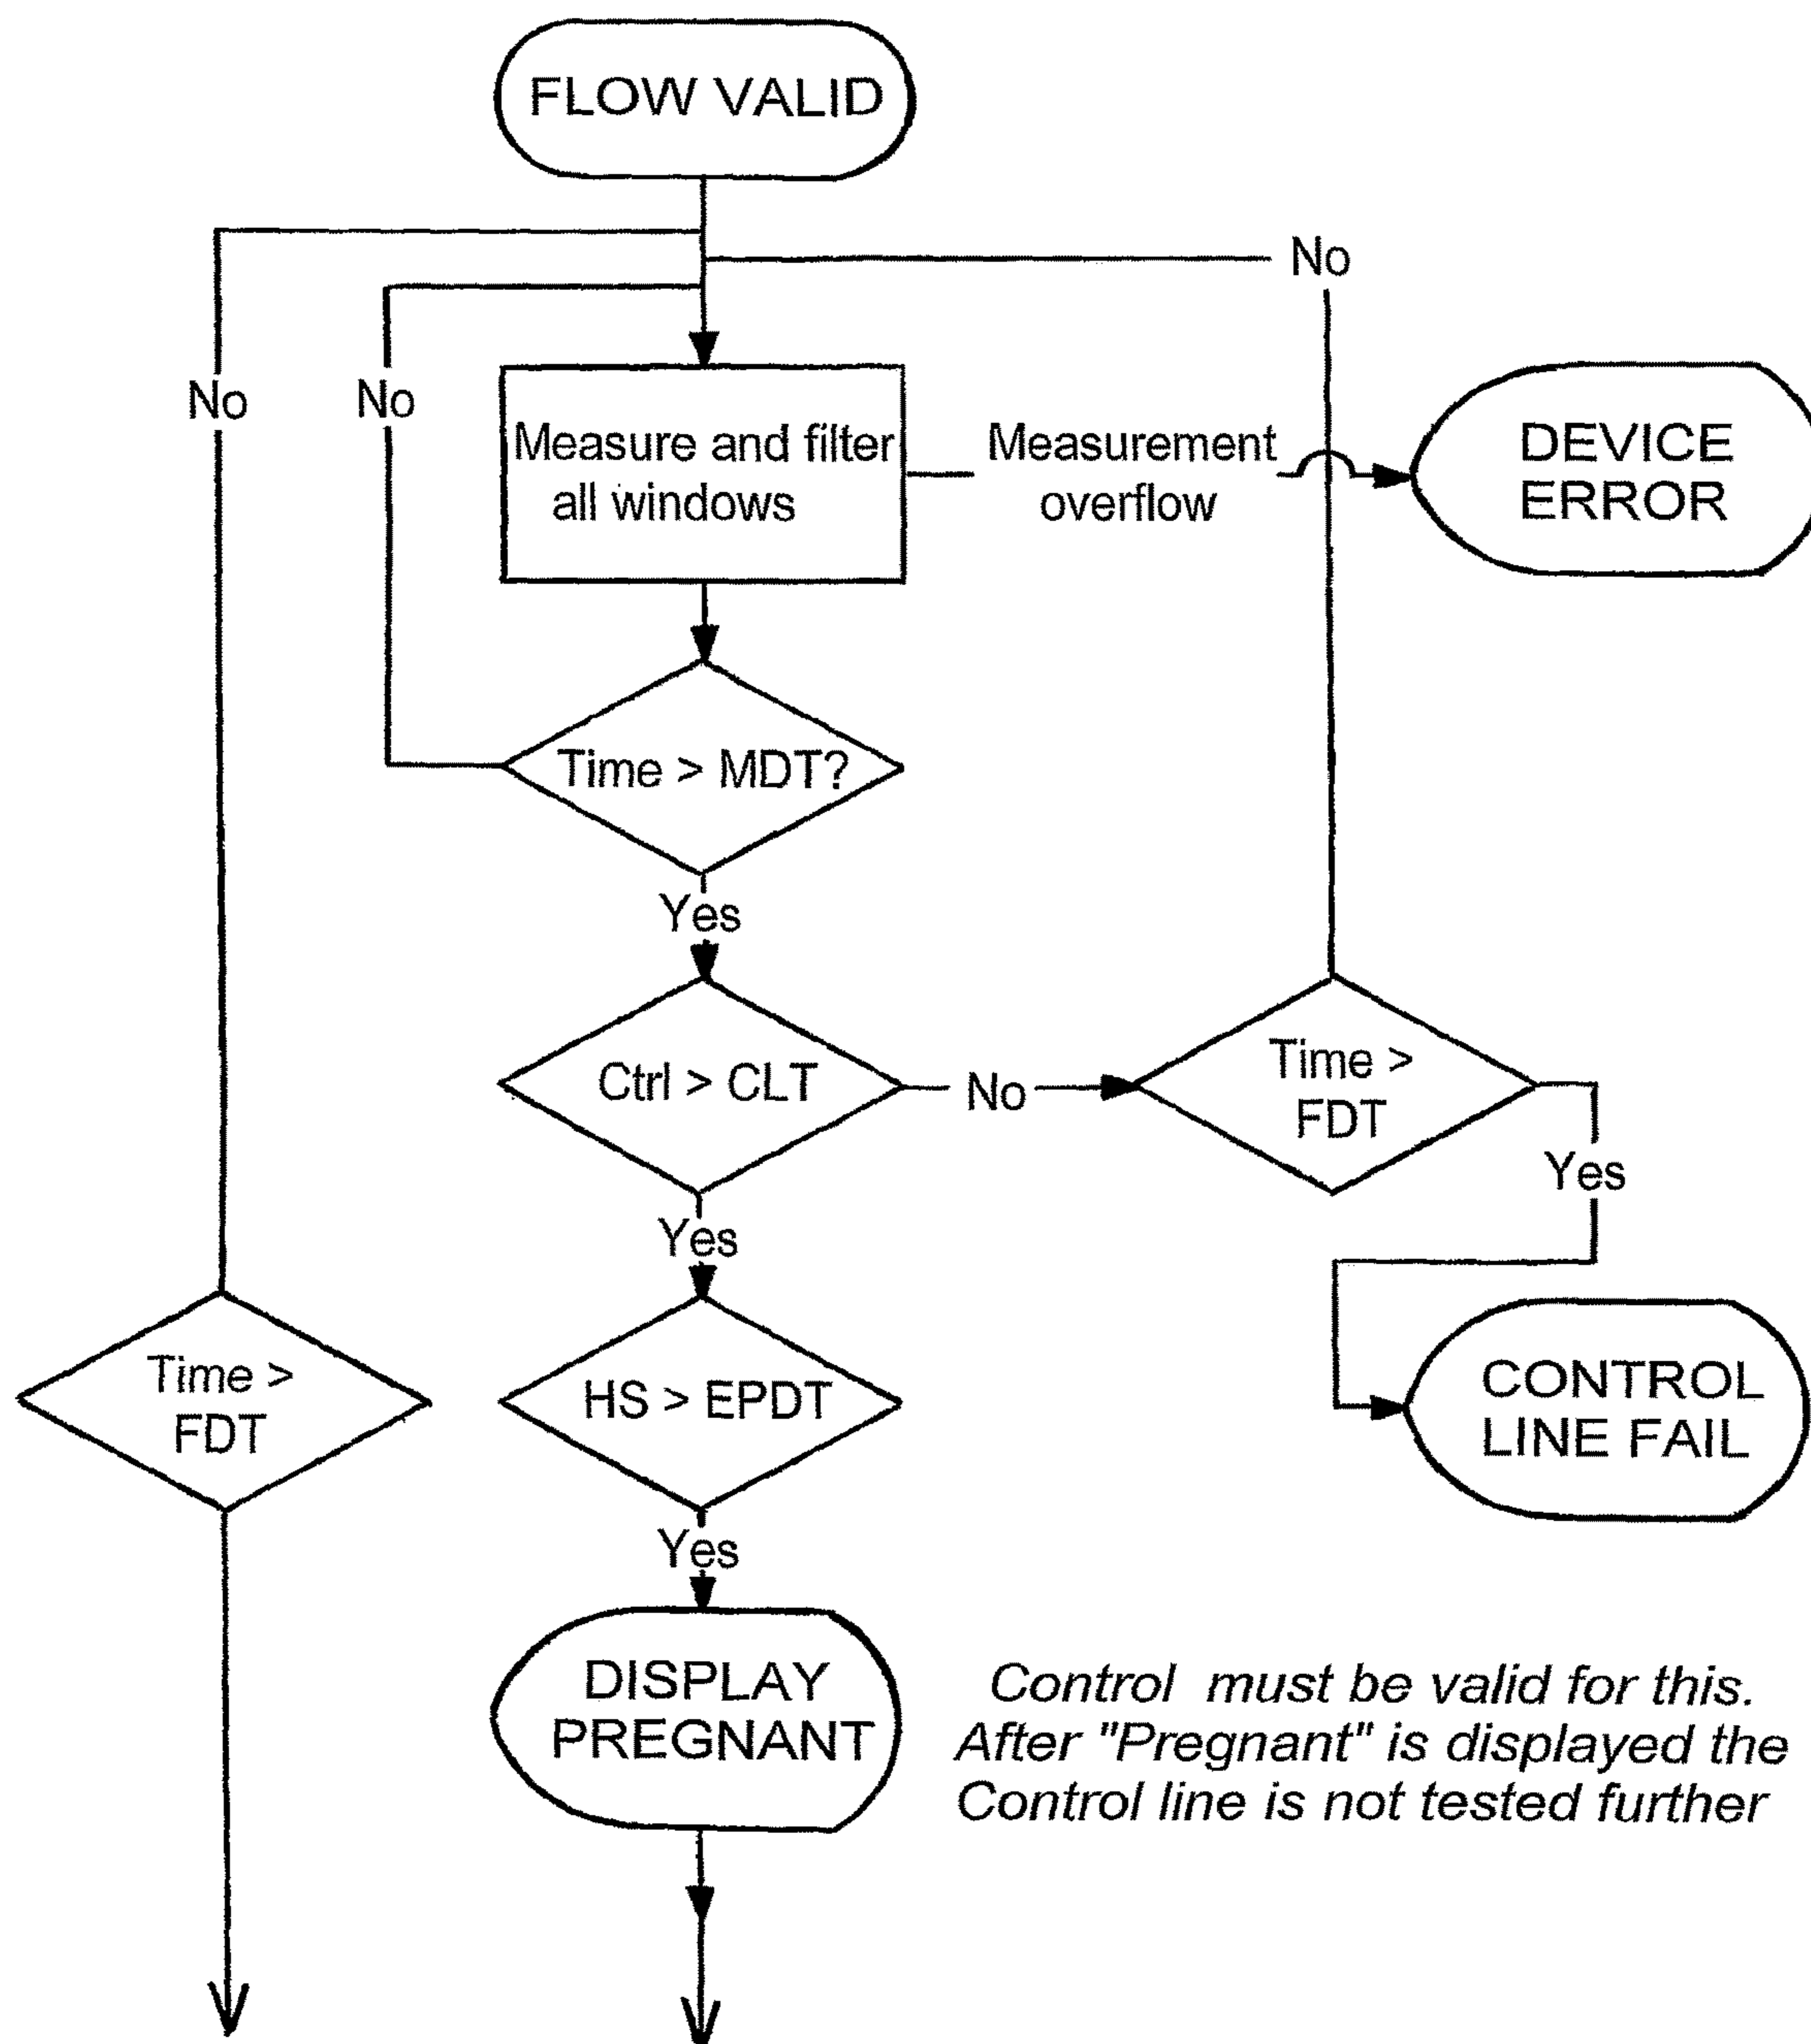 FLOW VALID
No
No
No
Measure and filter
all windows
Measurement
overflow
DEVICE
ERROR
Time > MDT?
Yes
Ctrl > CLT
No
Time >
FDT
Yes
Yes
Time >
FDT
HS > EPDT
CONTROL
LINE FAIL
Yes
DISPLAY
PREGNANT
Control must be valid for this.
After "Pregnant" is displayed the
Control line is not tested further